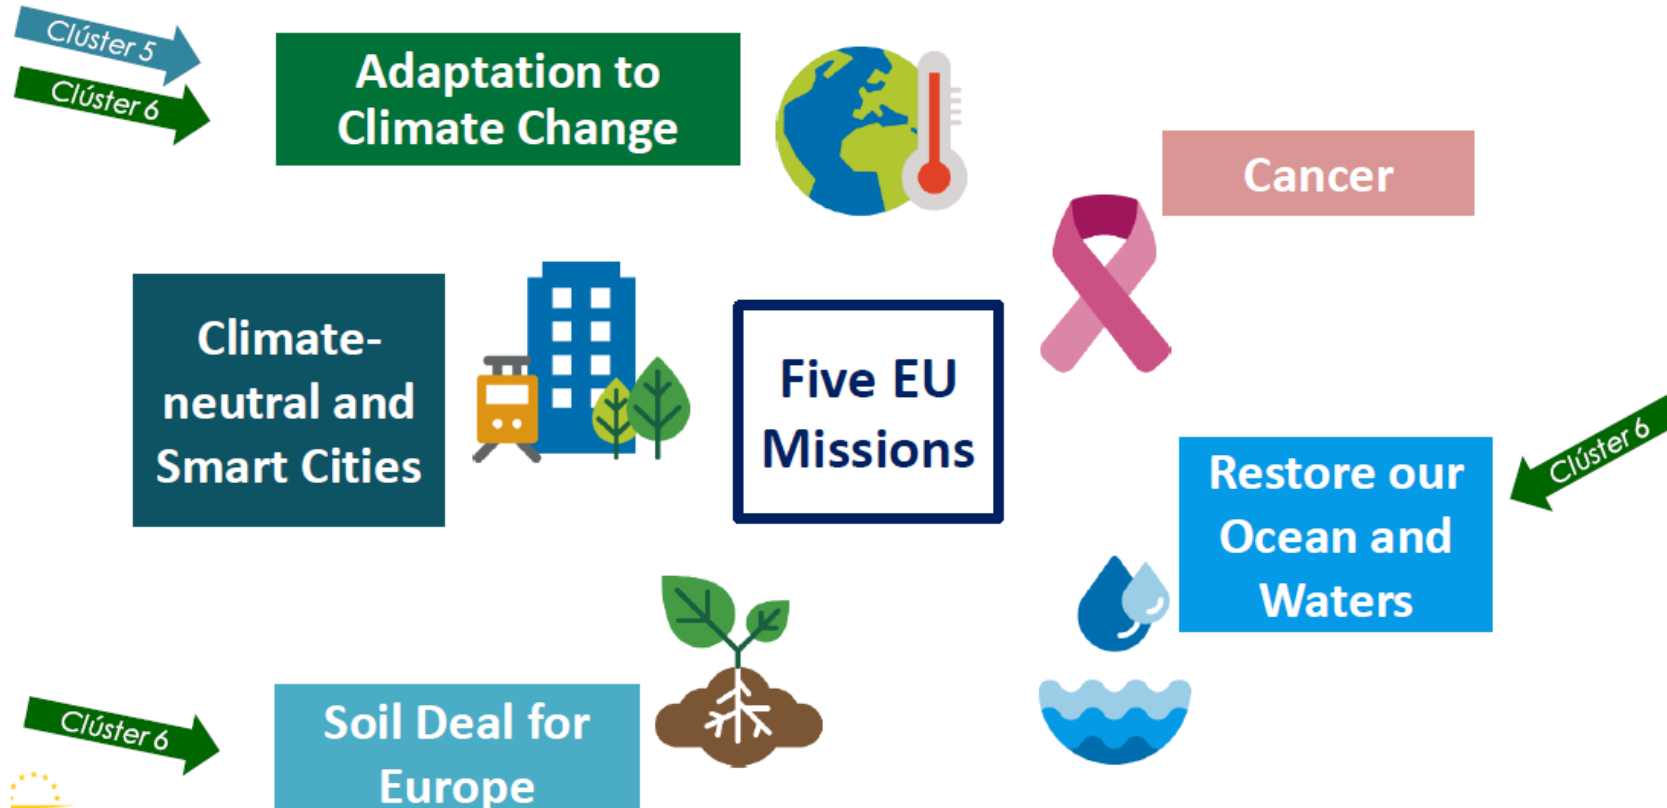 Clúster 5
Clúster 6
Adaptation to
Climate Change
Cancer
Climate-
neutral and
Smart Cities
Five EU
Missions
Clúster 6
Restore our
Ocean and
Waters
Clúster 6
Soil Deal for
Europe